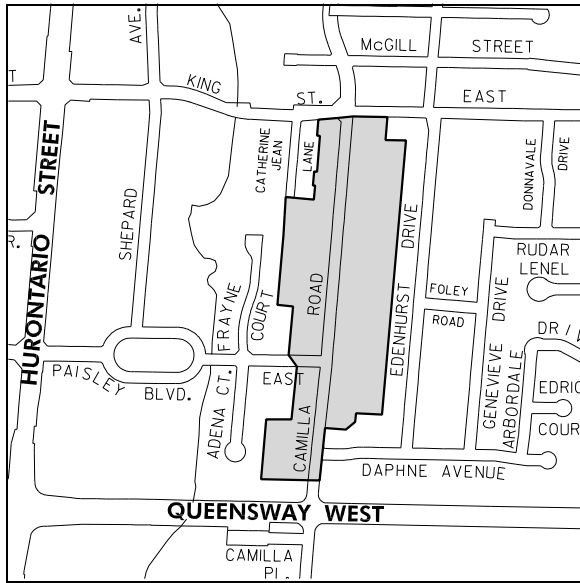 AVE.
McGILL STREET
T
KING ST. EAST
CATHERINE JEAN LANE
HURONTARIO STREET
SHEPARD
DONNAVALE DRIVE
R.
RUDAR
LENEL
FRAYNE COURT
CAMILLA ROAD
EDENHURST DRIVE
FOLEY
ROAD
GENEVIEVE DRIVE
ARBORDALE
PAISLEY BLVD. EAST
EDRIC
COUR
ADENA CT.
DAPHNE AVENUE
QUEENSWAY WEST
CAMILLA
PL.